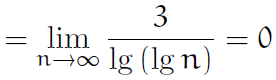 = lim_{n→∞} 3 / lg (lg n) = 0